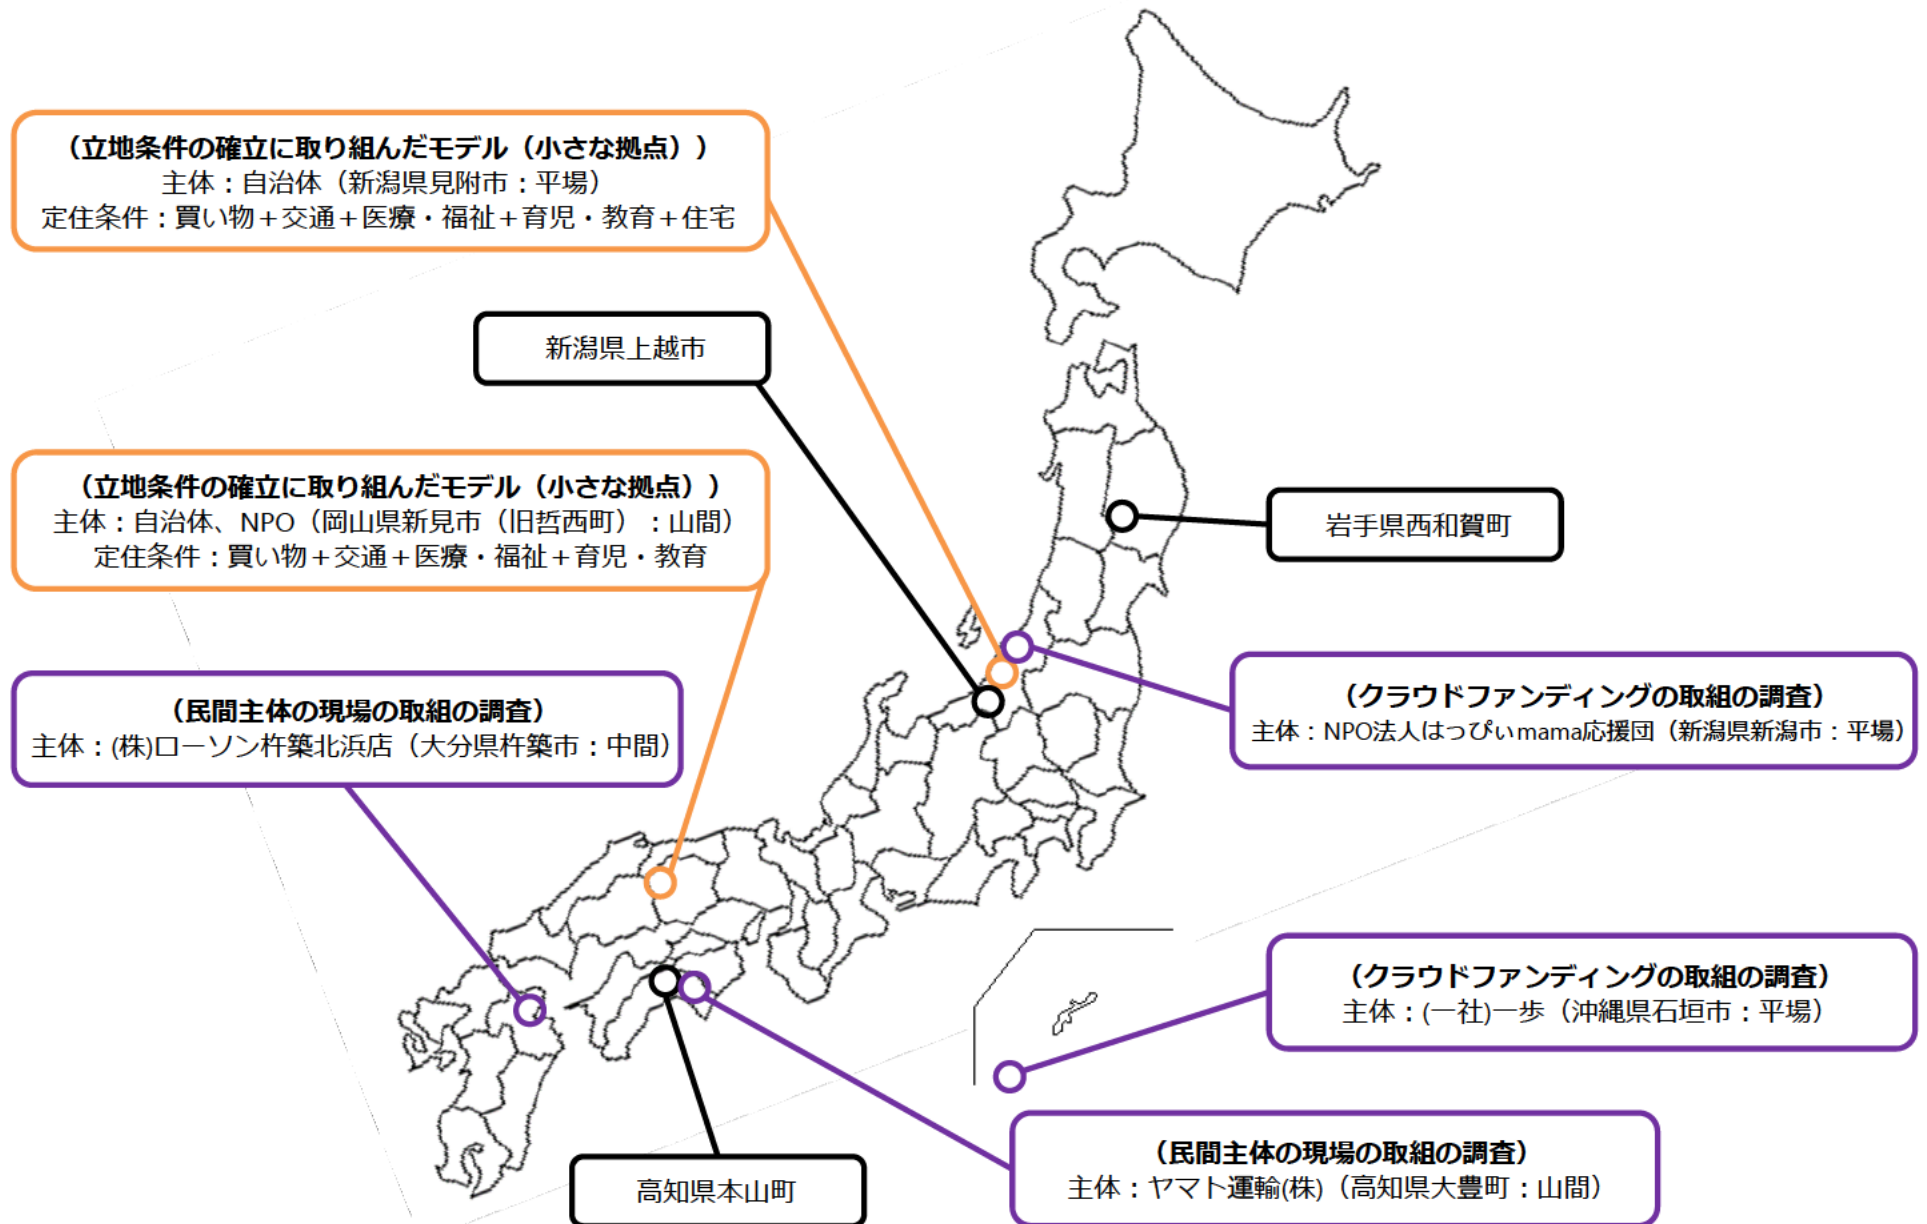 （立地条件の確立に取り組んだモデル（小さな拠点））
主体：自治体（新潟県見附市：平場）
定住条件：買い物＋交通＋医療・福祉＋育児・教育＋住宅
新潟県上越市
（立地条件の確立に取り組んだモデル（小さな拠点））
主体：自治体、NPO（岡山県新見市（旧哲西町）：山間）
定住条件：買い物＋交通＋医療・福祉＋育児・教育
岩手県西和賀町
（民間主体の現場の取組の調査）
主体：(株)ローソン杵築北浜店（大分県杵築市：中間）
（クラウドファンディングの取組の調査）
主体：NPO法人はっぴぃmama応援団（新潟県新潟市：平場）
（クラウドファンディングの取組の調査）
主体：(一社)一歩（沖縄県石垣市：平場）
（民間主体の現場の取組の調査）
主体：ヤマト運輸(株)（高知県大豊町：山間）
高知県本山町